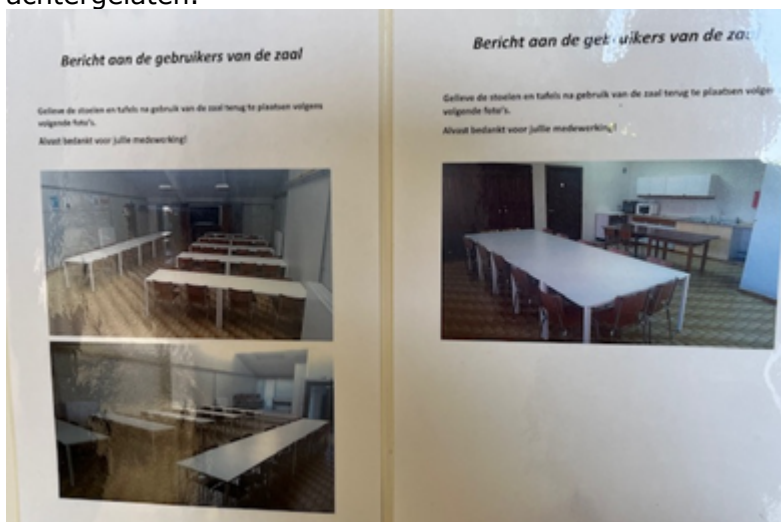 achtergelaten.
Bericht aan de gebruikers van de zaal
Gelieve de stoelen en tafels na gebruik van de zaal terug te plaatsen volgens
volgende foto's.
Alvast bedankt voor jullie medewerking!
Bericht aan de gebruikers van de zaal
Gelieve de stoelen en tafels na gebruik van de zaal terug te plaatsen volgen
volgende foto's.
Alvast bedankt voor jullie medewerking!